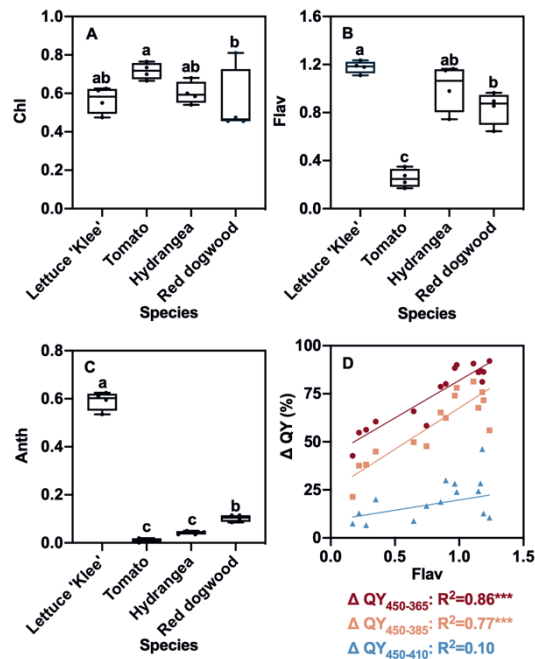 A
Chl
1.0
0.8
0.6
0.4
0.2
0.0
ab
a
ab
b
Lettuce 'Klee'
Tomato
Hydrangea
Red dogwood
Species
B
Flav
1.6
1.2
0.8
0.4
0.0
a
c
ab
b
Lettuce 'Klee'
Tomato
Hydrangea
Red dogwood
Species
C
Anth
0.8
0.6
0.4
0.2
0.0
a
c
c
b
Lettuce 'Klee'
Tomato
Hydrangea
Red dogwood
Species
D
Δ QY (%)
100
75
50
25
0
0.0
0.5
1.0
1.5
Flav
Δ QY450-365: R²=0.86***
Δ QY450-385: R²=0.77***
Δ QY450-410: R²=0.10